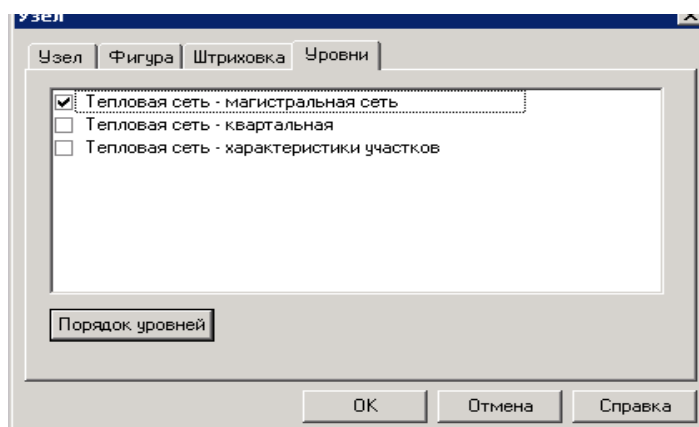 Узел
Узел Фигура Штриховка Уровни
Тепловая сеть - магистральная сеть
Тепловая сеть - квартальная
Тепловая сеть - характеристики участков
Порядок уровней
OK Отмена Справка